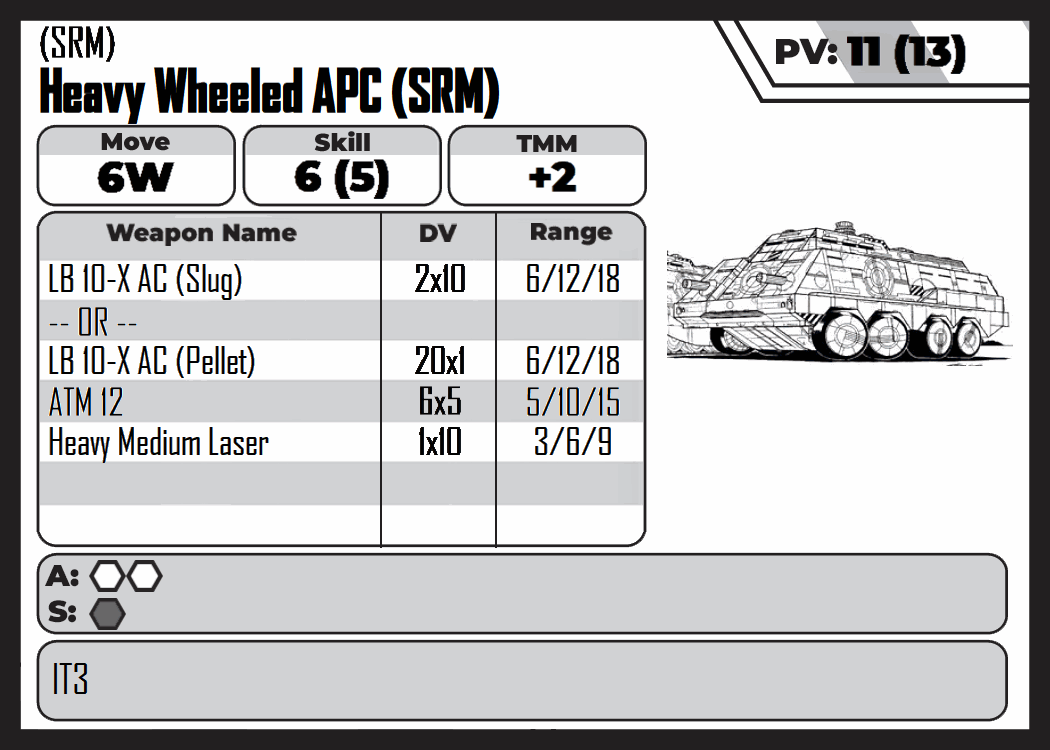 (SRM)
Heavy Wheeled APC (SRM)
PV: 11 (13)
Move Skill TMM
6W 6 (5) +2
Weapon Name DV Range
LB 10-X AC (Slug) 2x10 6/12/18
-- OR --
LB 10-X AC (Pellet) 20x1 6/12/18
ATM 12 6x5 5/10/15
Heavy Medium Laser 1x10 3/6/9
A:
S:
IT3